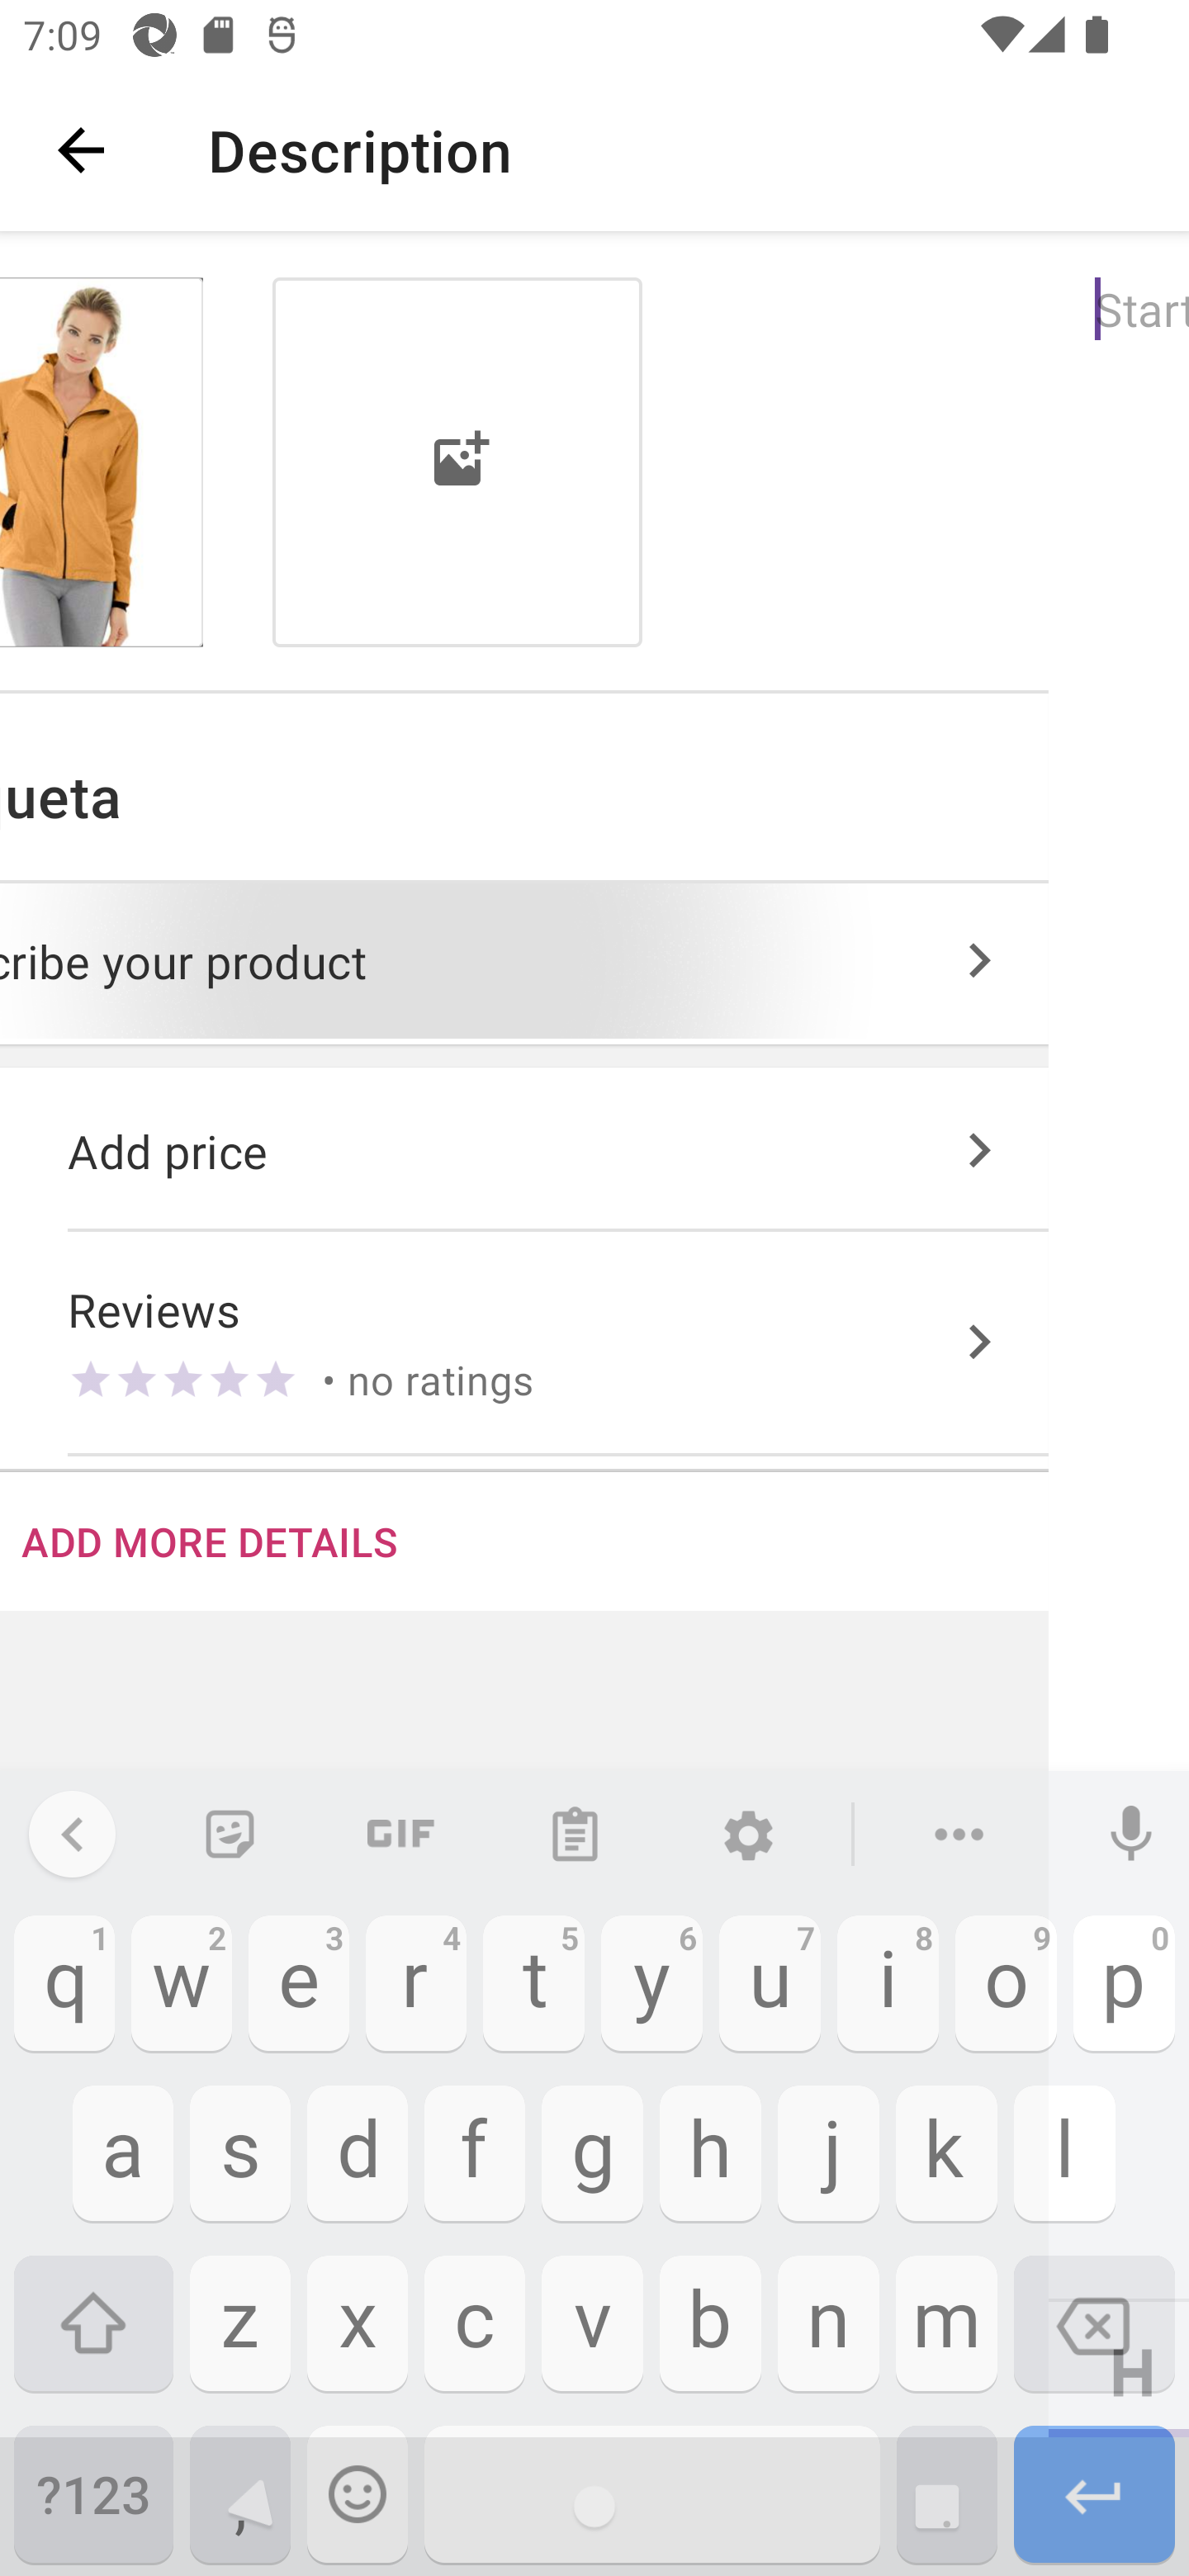 7:09
Description
Start
ueta
cribe your product
Add price
Reviews
• no ratings
ADD MORE DETAILS
GIF
q 1 w 2 e 3 r 4 t 5 y 6 u 7 i 8 o 9 p 0
a s d f g h j k l
z x c v b n m
H
?123 ,